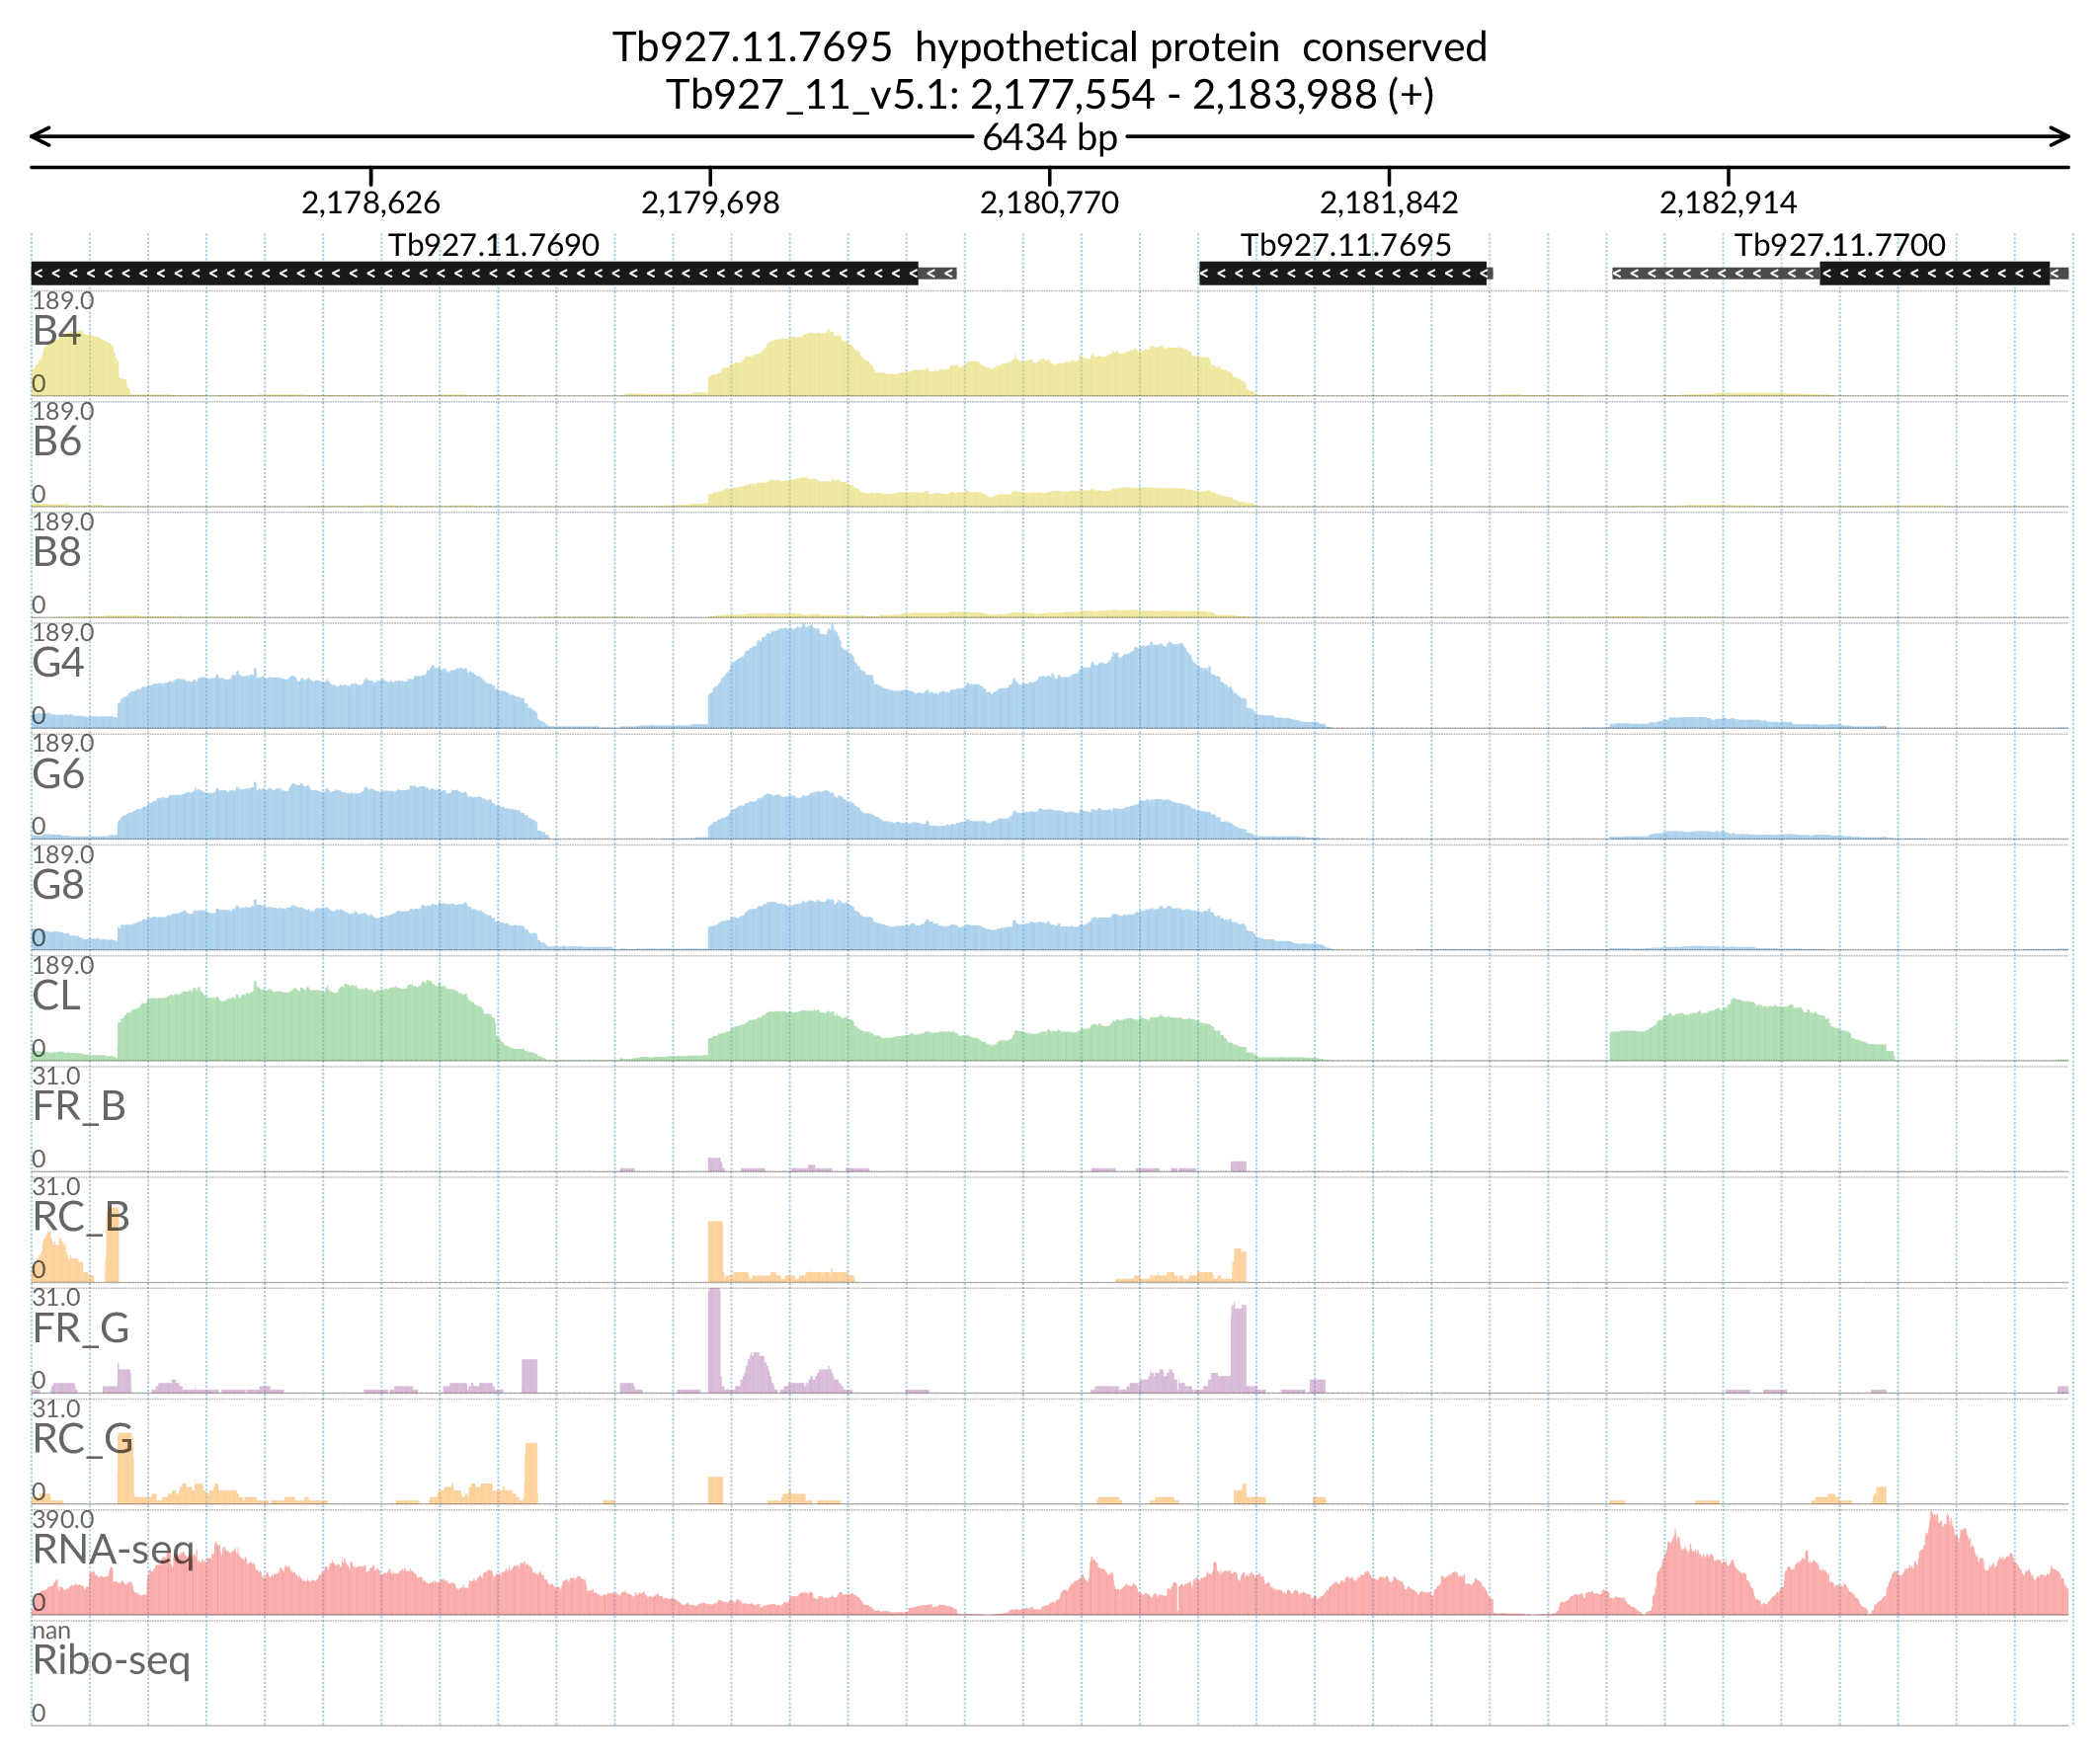 Tb927.11.7695 hypothetical protein conserved
Tb927_11_v5.1: 2,177,554 - 2,183,988 (+)
6434 bp
2,178,626 2,179,698 2,180,770 2,181,842 2,182,914
Tb927.11.7690 Tb927.11.7695 Tb927.11.7700
189.0
B4
0
189.0
B6
0
189.0
B8
0
189.0
G4
0
189.0
G6
0
189.0
G8
0
189.0
CL
0
31.0
FR_B
0
31.0
RC_B
0
31.0
FR_G
0
31.0
RC_G
0
390.0
RNA-seq
0
nan
Ribo-seq
0